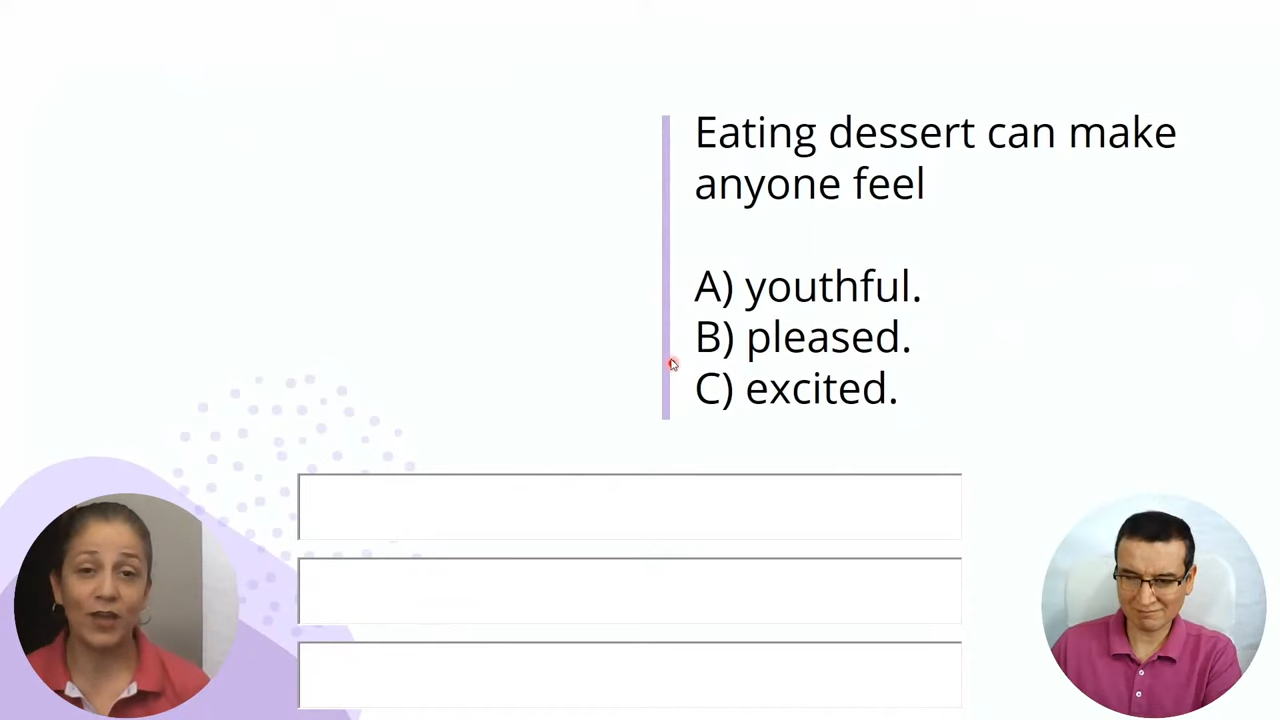 Eating dessert can make
anyone feel
A) youthful.
B) pleased.
C) excited.